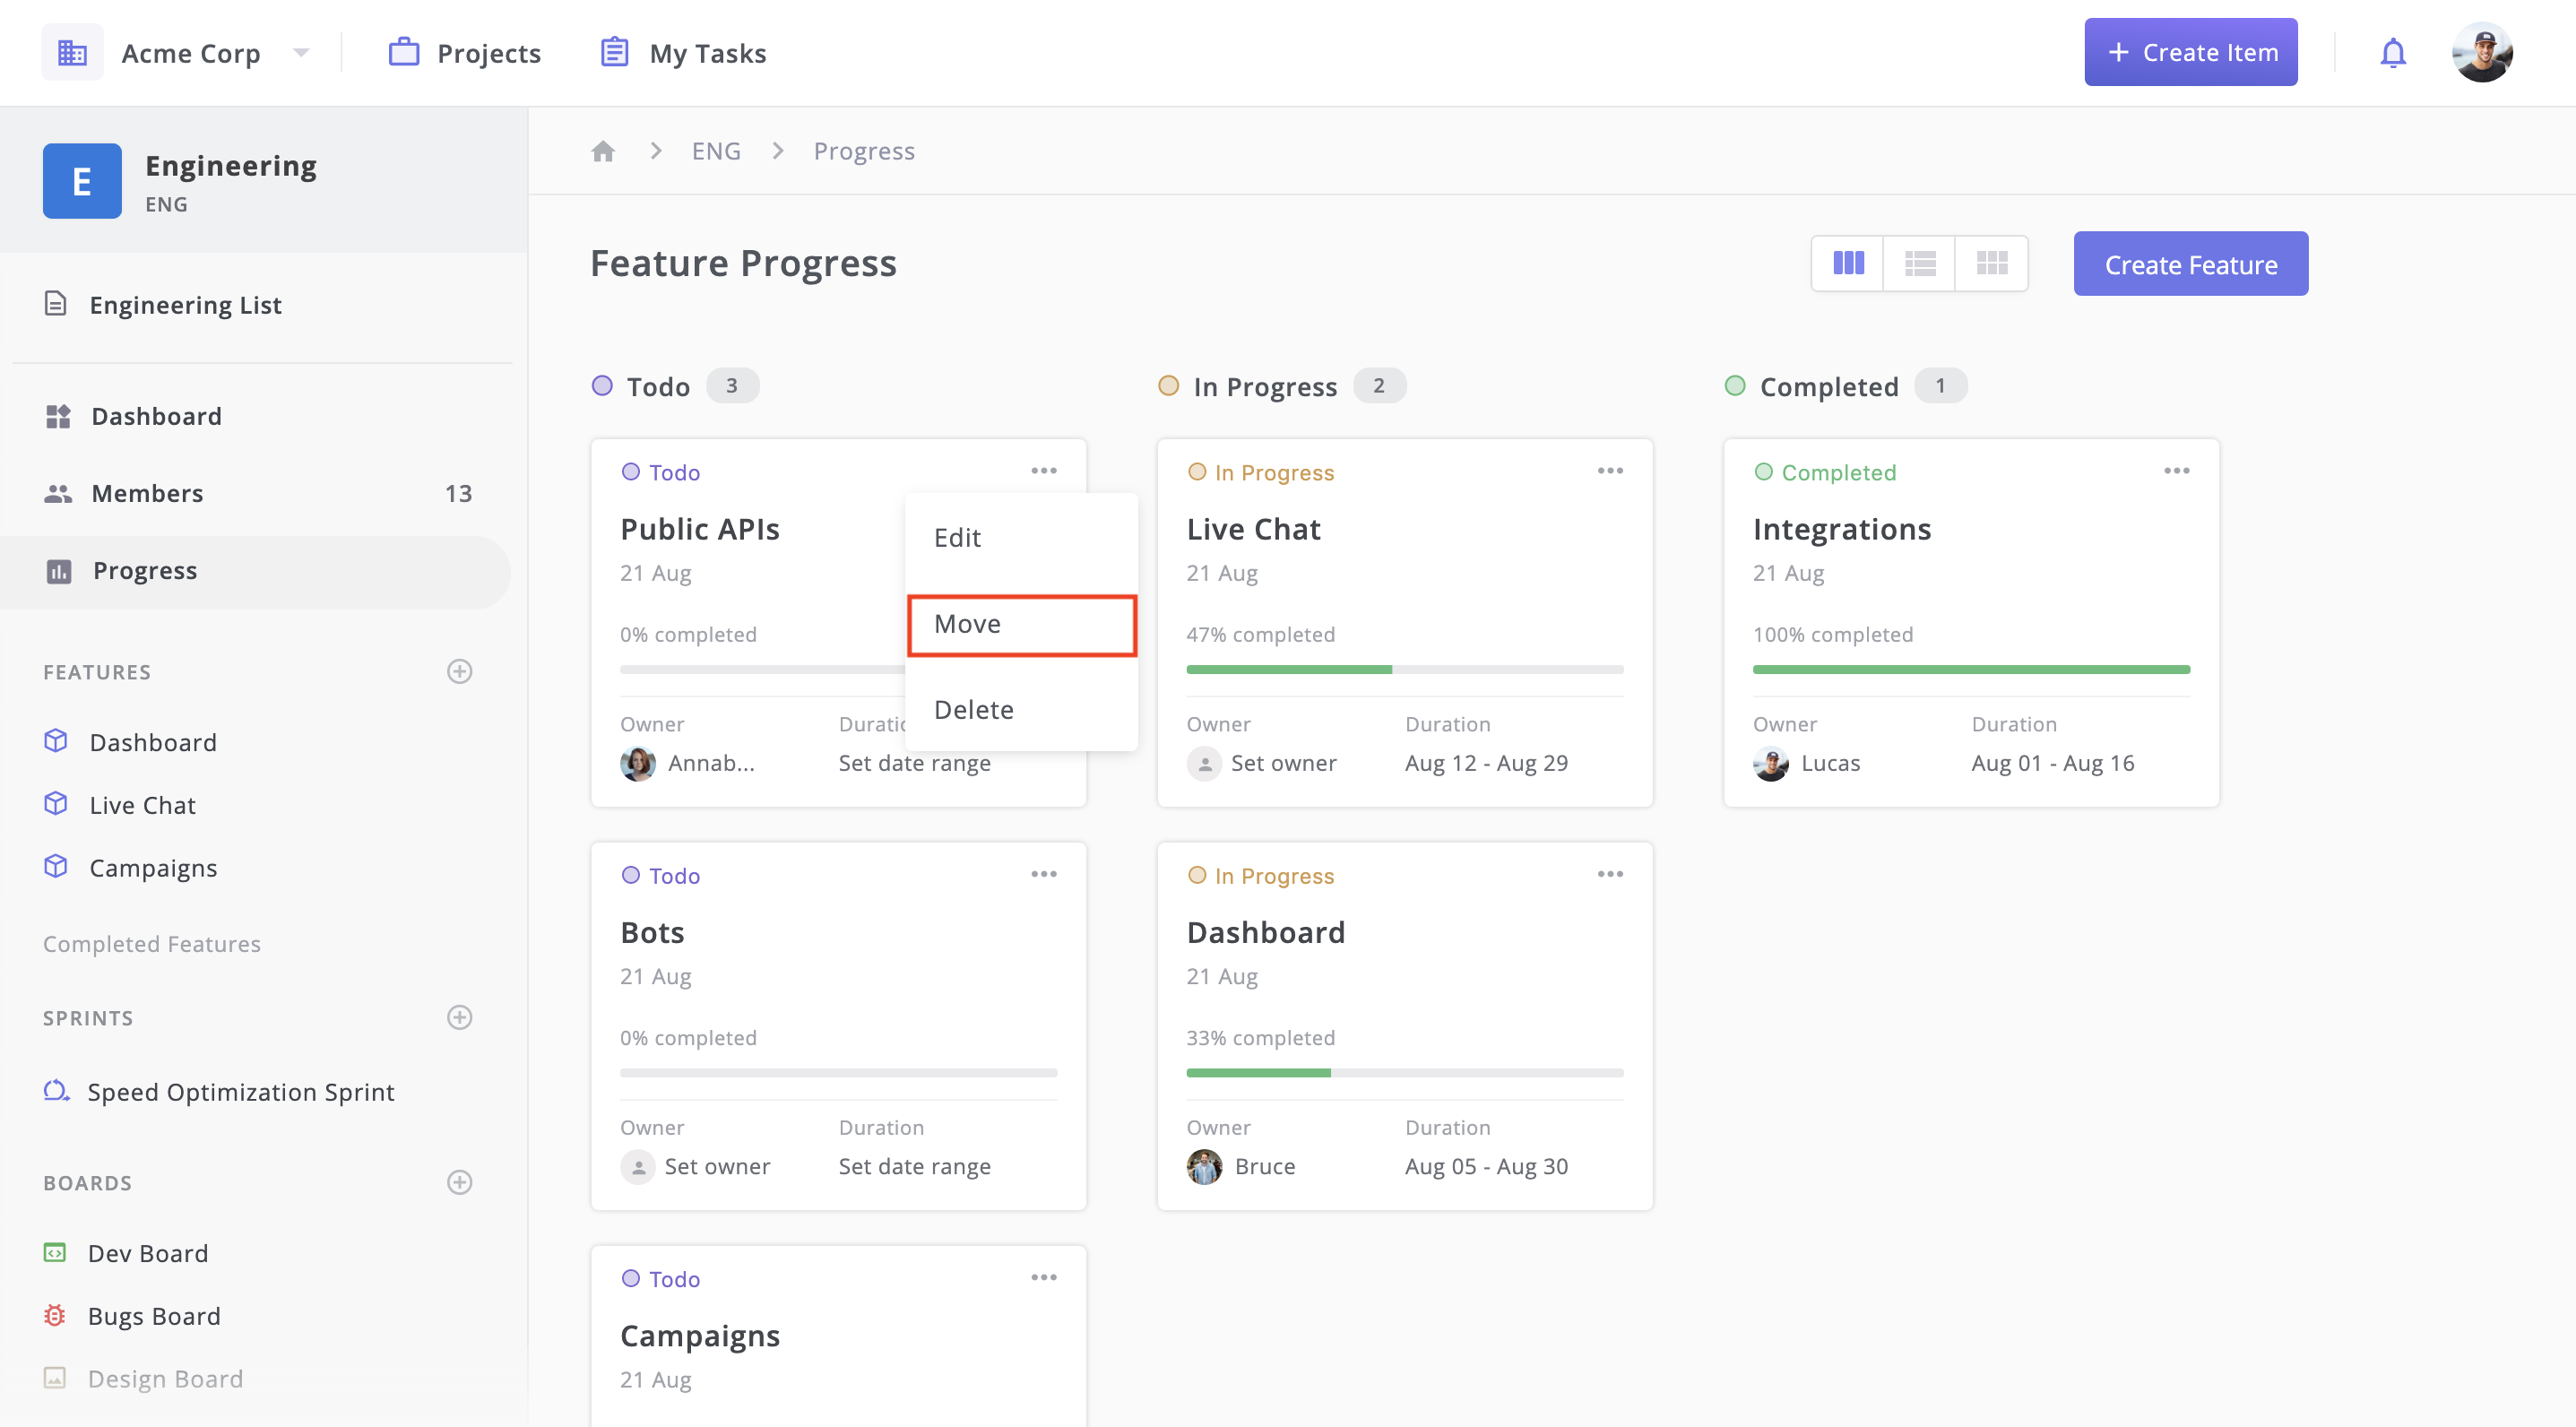 Acme Corp
Projects
My Tasks
+ Create Item
E
Engineering
ENG
Engineering List
Dashboard
Members 13
Progress
FEATURES
Dashboard
Live Chat
Campaigns
Completed Features
SPRINTS
Speed Optimization Sprint
BOARDS
Dev Board
Bugs Board
Design Board
ENG
Progress
Feature Progress
Create Feature
Todo 3
Todo
Public APIs
21 Aug
0% completed
Owner
Annab...
Set date range
Edit
Move
Delete
Todo
Bots
21 Aug
0% completed
Owner Duration
Set owner Set date range
Todo
Campaigns
21 Aug
In Progress 2
In Progress
Live Chat
21 Aug
47% completed
Owner Duration
Set owner Aug 12 - Aug 29
In Progress
Dashboard
21 Aug
33% completed
Owner Duration
Bruce Aug 05 - Aug 30
Completed 1
Completed
Integrations
21 Aug
100% completed
Owner Duration
Lucas Aug 01 - Aug 16